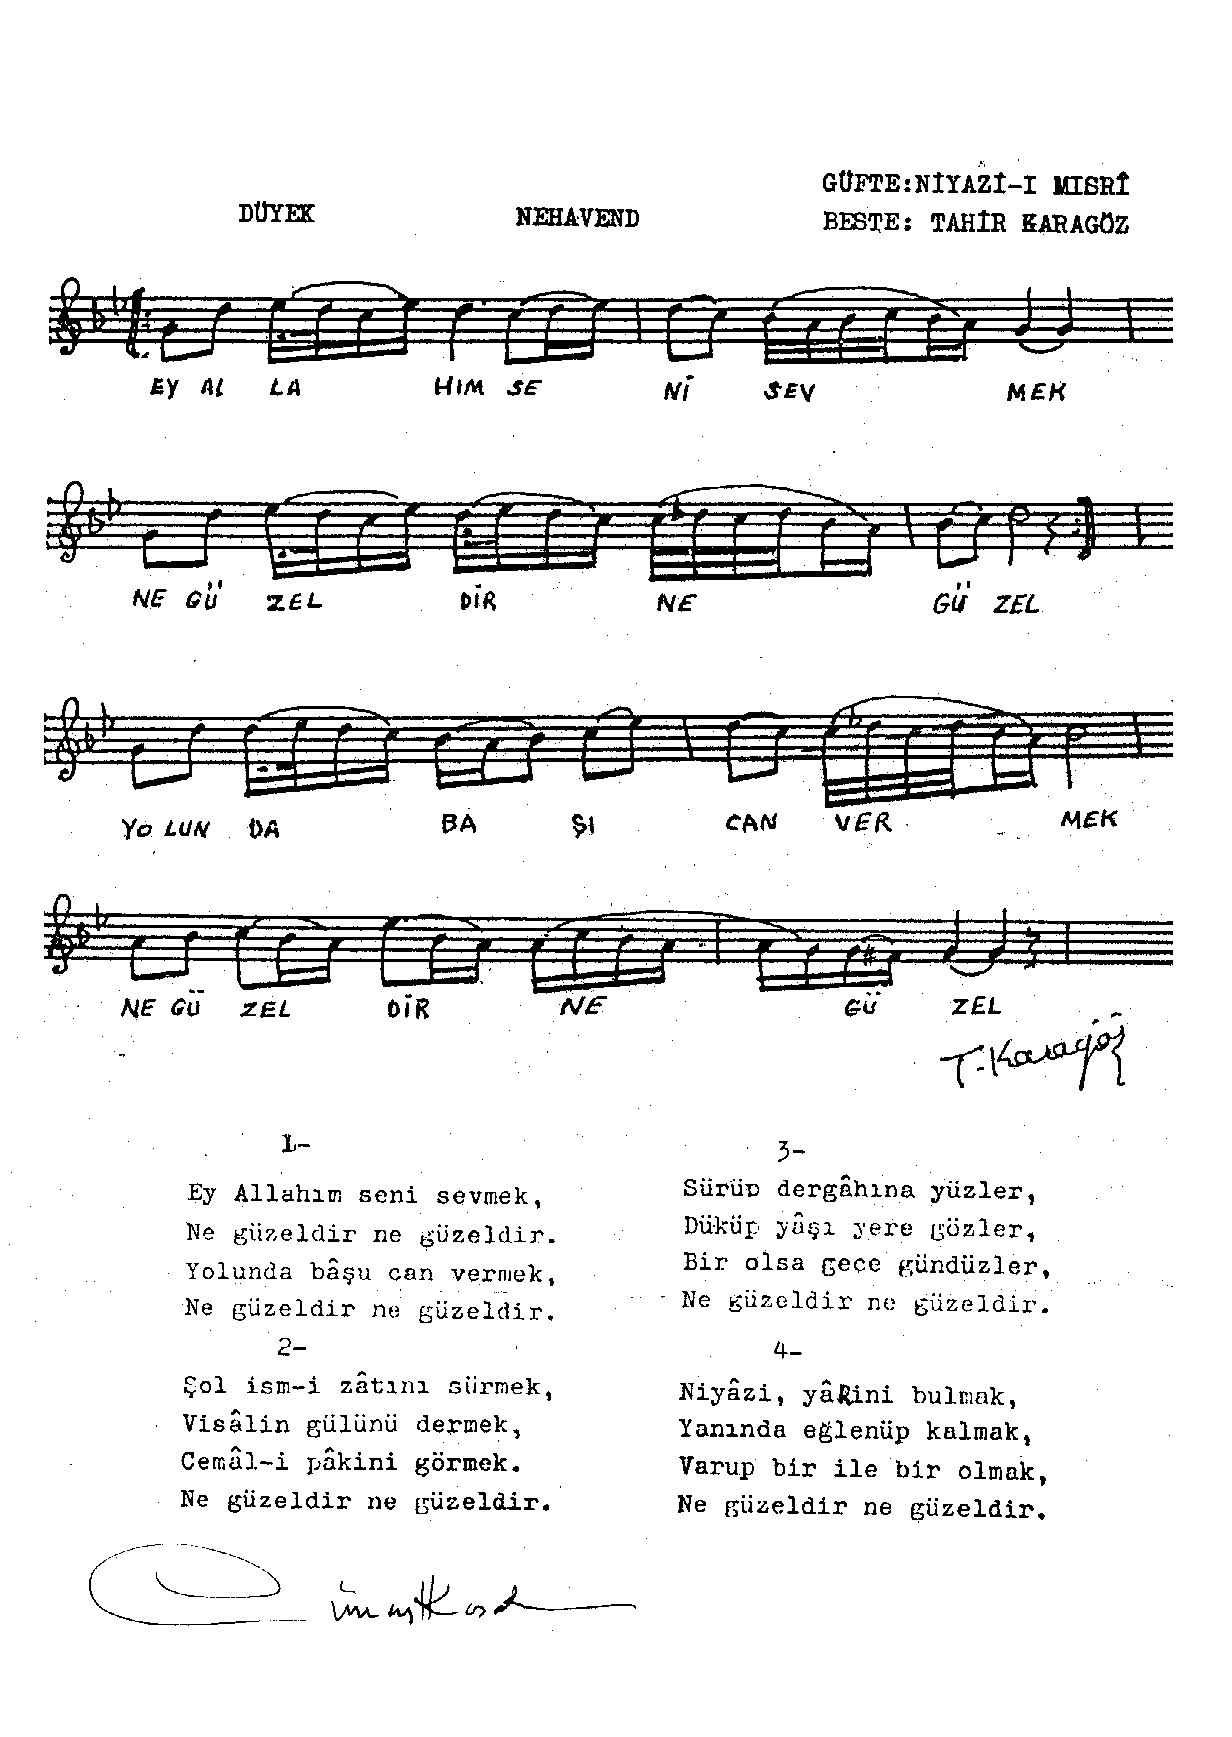 GÜFTE:NİYAZİ-I MISRÎ
DÜYEK NEHAVEND BESTE: TAHİR KARAGÖZ
EY AL LA HIM SE Nİ SEV MEK
NE GÜ ZEL DİR NE GÜ ZEL
YO LUN DA BA ŞI CAN VER MEK
NE GÜ ZEL DİR NE GÜ ZEL
T. Karagöz
1-
Ey Allahım seni sevmek,
Ne güzeldir ne güzeldir.
Yolunda bâşu can vermek,
Ne güzeldir ne güzeldir.
2-
Şol ism-i zâtını sürmek,
Visâlin gülünü dermek,
Cemâl-i pâkini görmek.
Ne güzeldir ne güzeldir.
3-
Sürüp dergâhına yüzler,
Düküp yâşı yere gözler,
Bir olsa gece gündüzler,
Ne güzeldir ne güzeldir.
4-
Niyâzi, yâRini bulmak,
Yanında eğlenüp kalmak,
Varup bir ile bir olmak,
Ne güzeldir ne güzeldir.